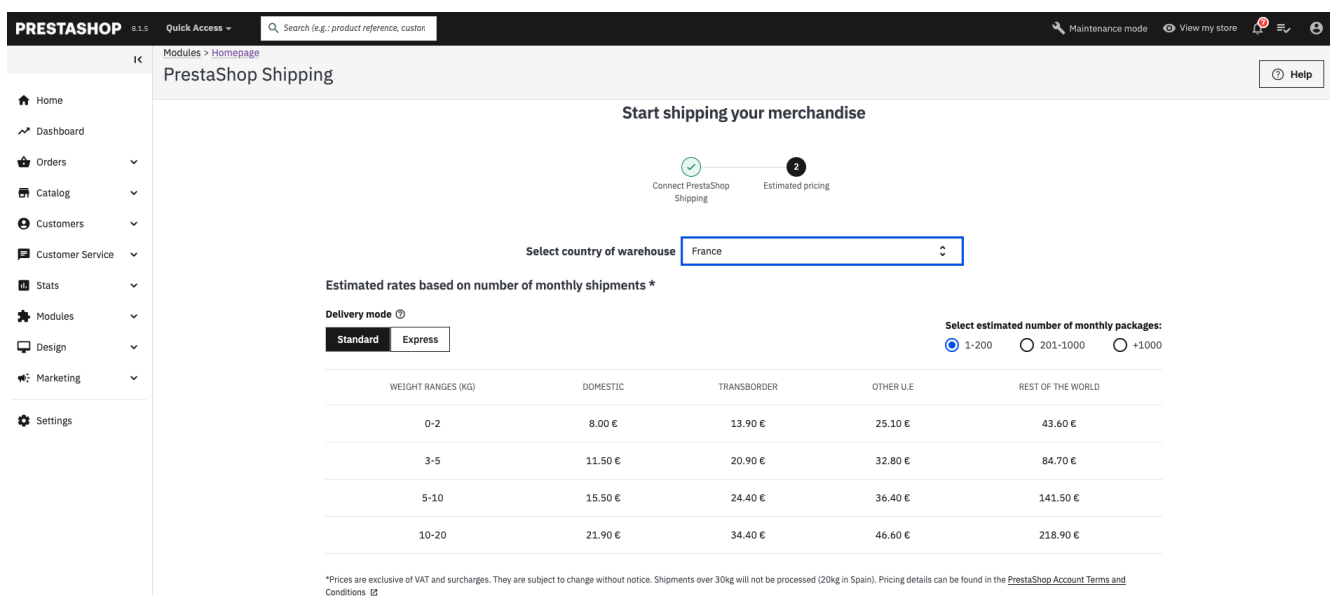 PRESTASHOP 8.1.5 Quick Access Search (e.g.: product reference, custon Maintenance mode View my store 7
Modules > Homepage
PrestaShop Shipping
Help
Home
Dashboard
Orders
Catalog
Customers
Customer Service
Stats
Modules
Design
Marketing
Settings
Start shipping your merchandise
2
Connect PrestaShop Shipping
Estimated pricing
Select country of warehouse France
Estimated rates based on number of monthly shipments *
Delivery mode
Standard Express
Select estimated number of monthly packages:
1-200 201-1000 +1000
WEIGHT RANGES (KG) DOMESTIC TRANSBORDER OTHER U.E REST OF THE WORLD
0-2 8.00 € 13.90 € 25.10 € 43.60 €
3-5 11.50 € 20.90 € 32.80 € 84.70 €
5-10 15.50 € 24.40 € 36.40 € 141.50 €
10-20 21.90 € 34.40 € 46.60 € 218.90 €
*Prices are exclusive of VAT and surcharges. They are subject to change without notice. Shipments over 30kg will not be processed (20kg in Spain). Pricing details can be found in the PrestaShop Account Terms and
Conditions